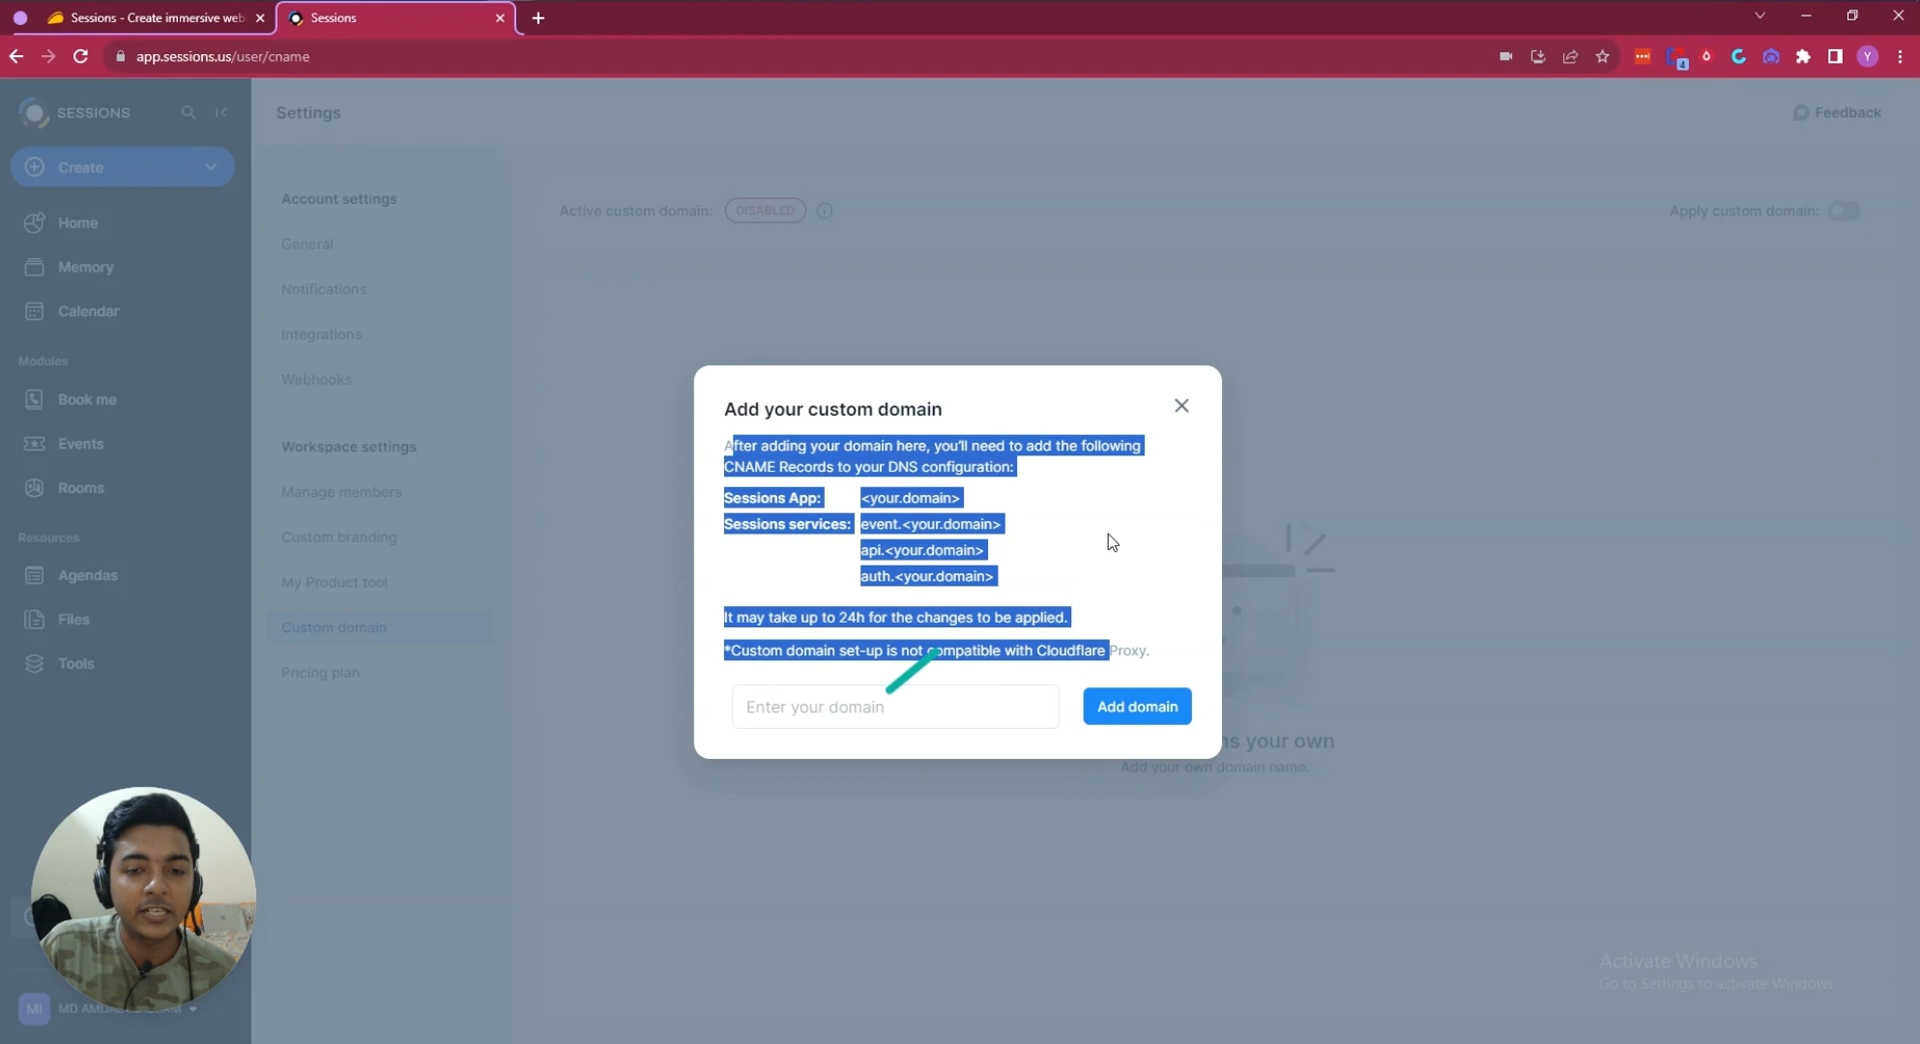 Sessions - Create immersive web
Sessions
app.sessions.us/user/cname
4
Y
SESSIONS
Settings
Feedback
Create
Home
Memory
Calendar
Modules
Book me
Events
Rooms
Resources
Agendas
Files
Tools
MI
MD
Account settings
General
Notifications
Integrations
Webhooks
Workspace settings
Manage members
Custom branding
My Product tool
Custom domain
Pricing plan
Active custom domain: DISABLED
Apply custom domain:
Add your custom domain
After adding your domain here, you'll need to add the following
CNAME Records to your DNS configuration:
Sessions App: <your.domain>
Sessions services: event.<your.domain>
api.<your.domain>
auth.<your.domain>
It may take up to 24h for the changes to be applied.
*Custom domain set-up is not compatible with Cloudflare Proxy.
Enter your domain
Add domain
your own
Add your own domain name.
Activate Windows
Go to Settings to activate Windows.